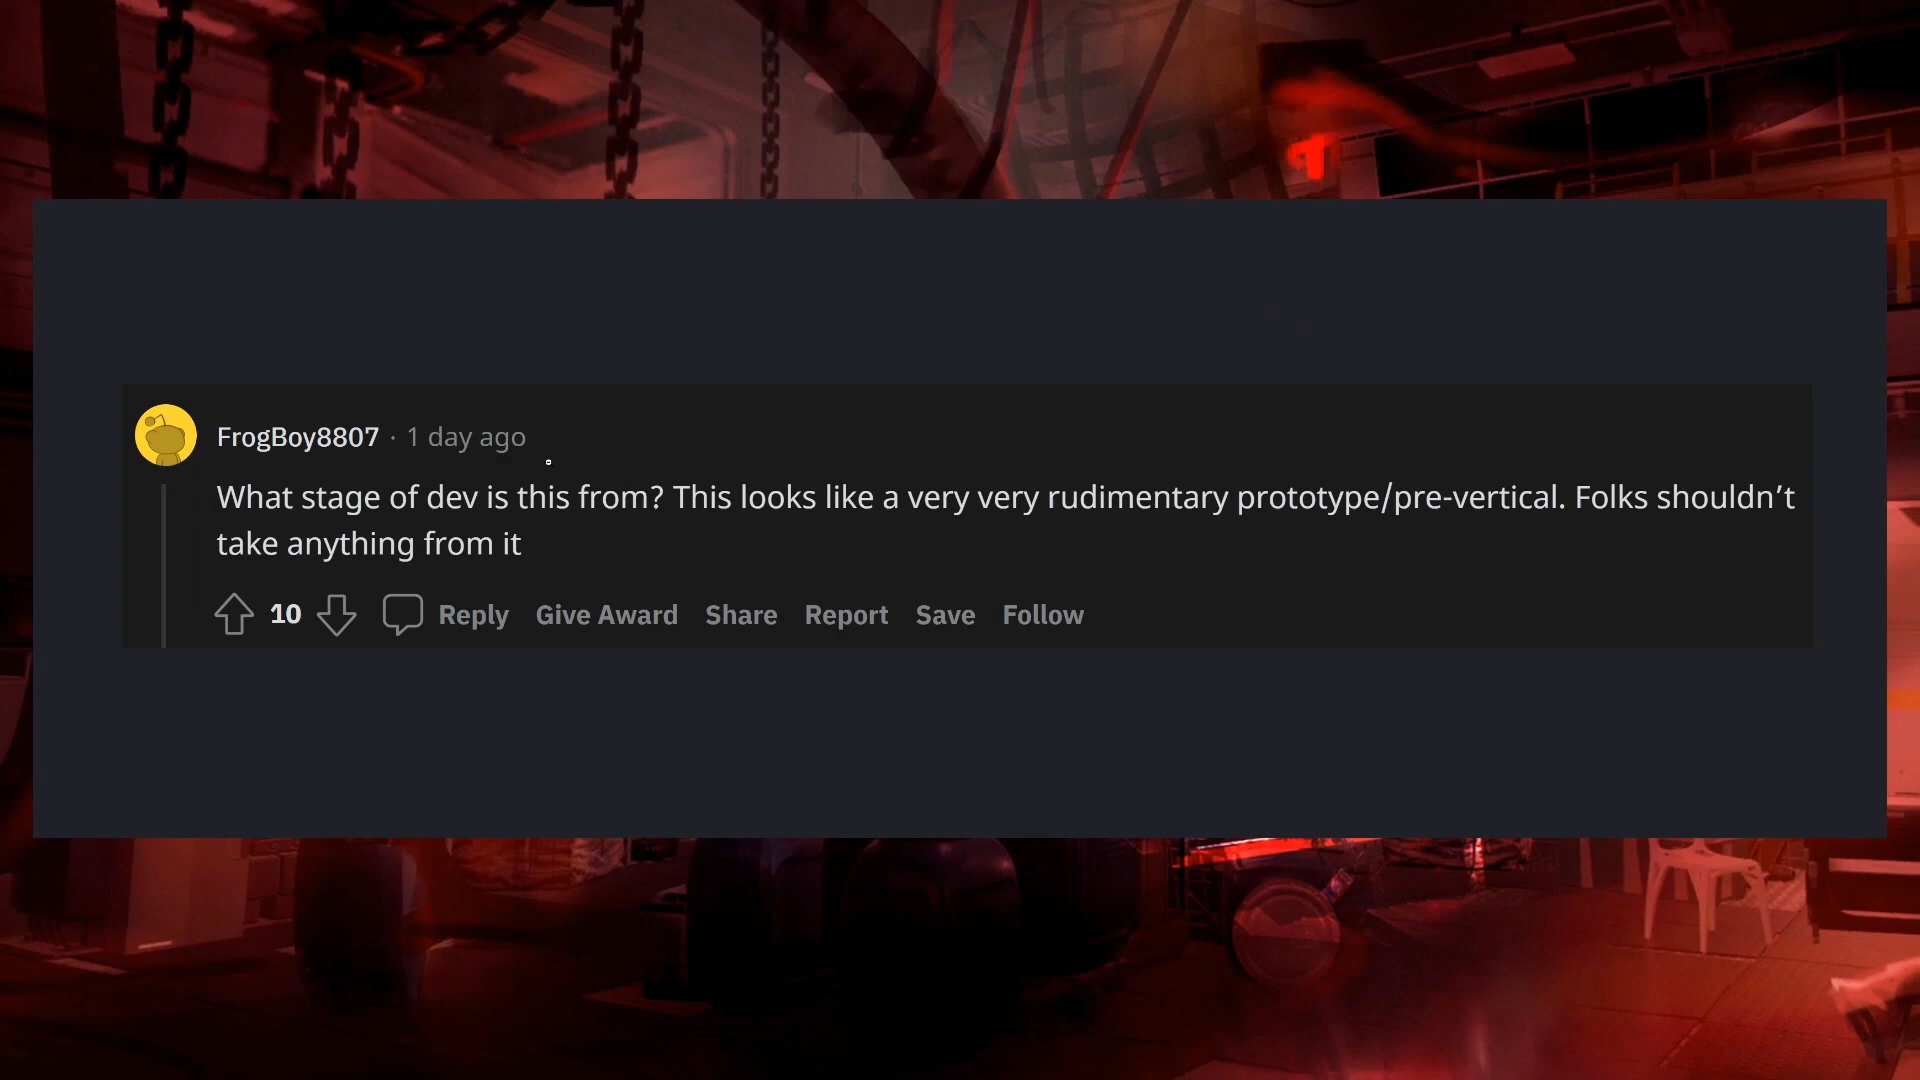 FrogBoy8807 · 1 day ago
What stage of dev is this from? This looks like a very very rudimentary prototype/pre-vertical. Folks shouldn’t
take anything from it
10 Reply Give Award Share Report Save Follow